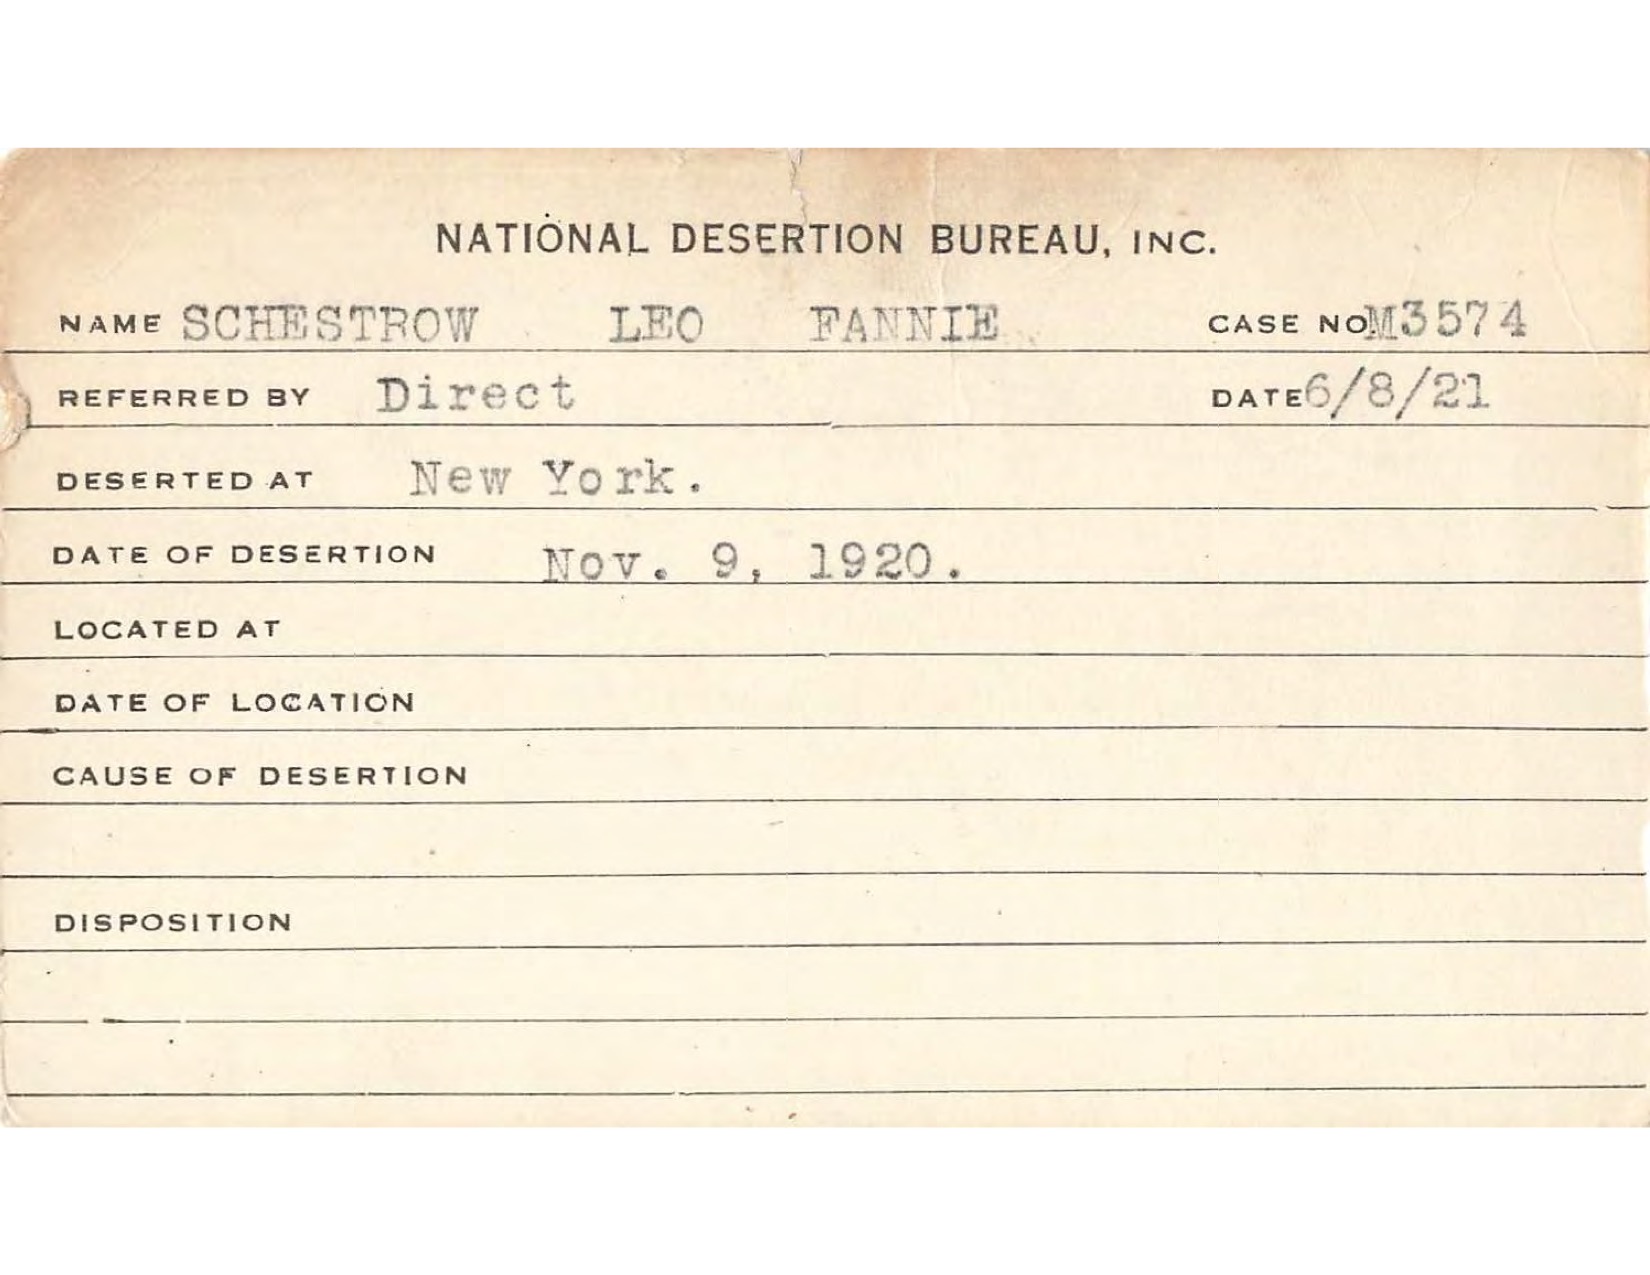 NATIONAL DESERTION BUREAU, INC.
NAME SCHESTROW LEO FANNIE CASE NO. M3574
REFERRED BY Direct DATE 6/8/21
DESERTED AT New York.
DATE OF DESERTION Nov. 9, 1920.
LOCATED AT
DATE OF LOCATION
CAUSE OF DESERTION
DISPOSITION